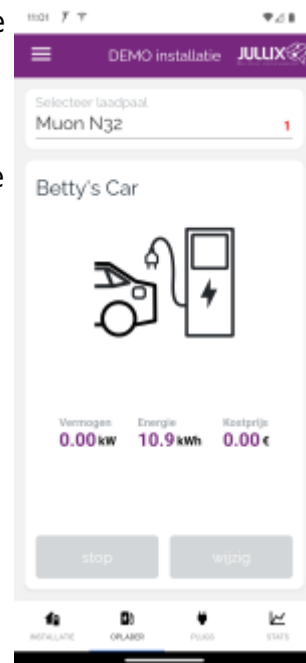 11:01
DEMO installatie JULLIX
Selecteer laadpaal
Muon N32 1
Betty's Car
Vermogen Energie Kostprijs
0.00 kW 10.9 kWh 0.00 €
stop wijzig
INSTALLATIE OPLADER PLUGS STATS